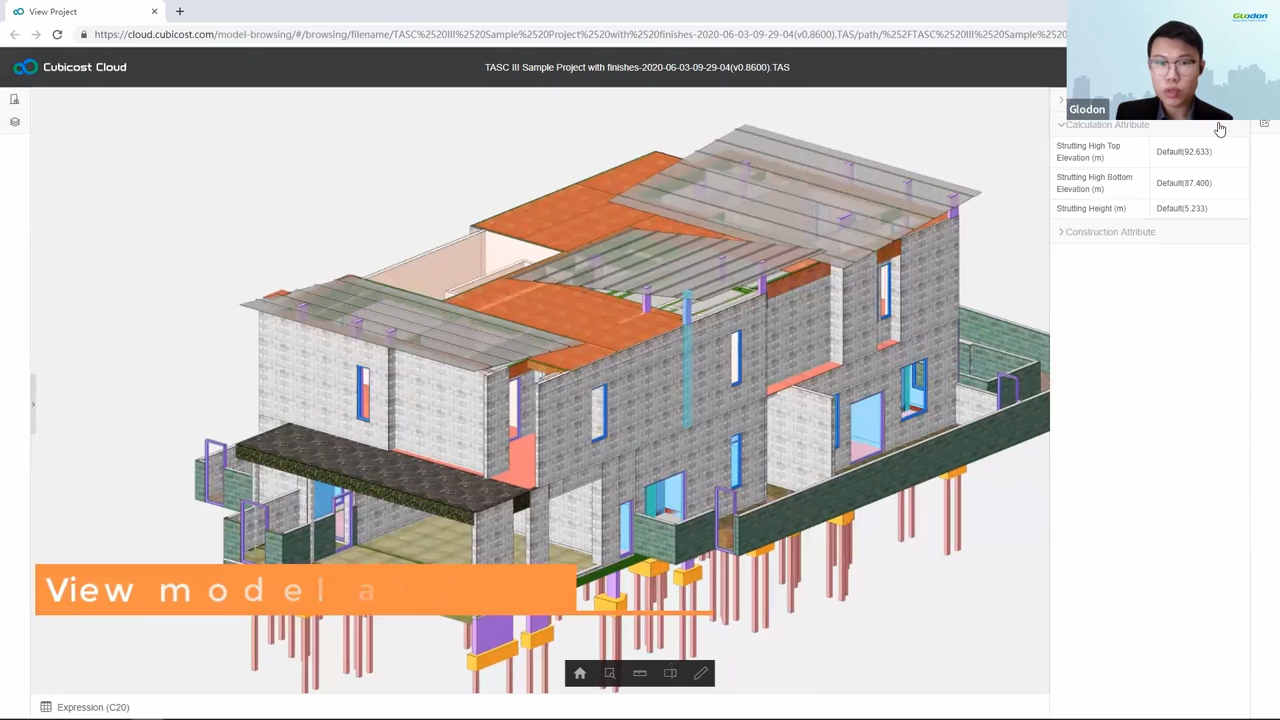 View Project
https://cloud.cubicost.com/model-browsing/#/browsing/filename/TASC%2520III%2520Sample%2520Project%2520with%2520finishes-2020-06-03-09-29-04(v0.8600).TAS/path/%252FTASC%2520III%2520Sample%
Glodon
Cubicost Cloud
TASC III Sample Project with finishes-2020-06-03-09-29-04(v0.8600).TAS
Glodon
Calculation Attribute
Strutting High Top Elevation (m)
Default(92.633)
Strutting High Bottom Elevation (m)
Default(87.400)
Strutting Height (m)
Default(5.233)
Construction Attribute
View model a
Expression (C20)